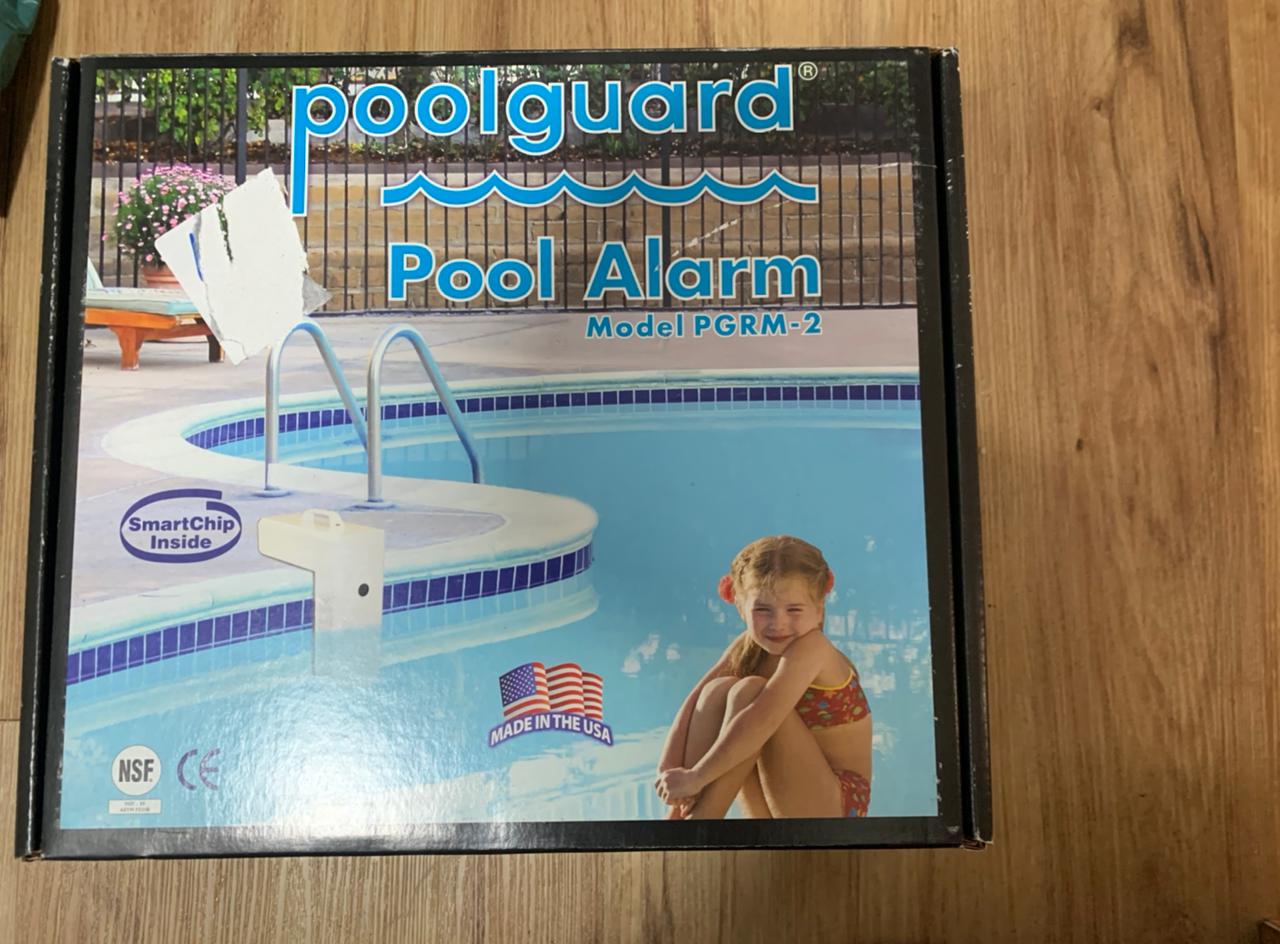 poolguard®
Pool Alarm
Model PGRM-2
SmartChip
Inside
MADE IN THE USA
NSF.
CE